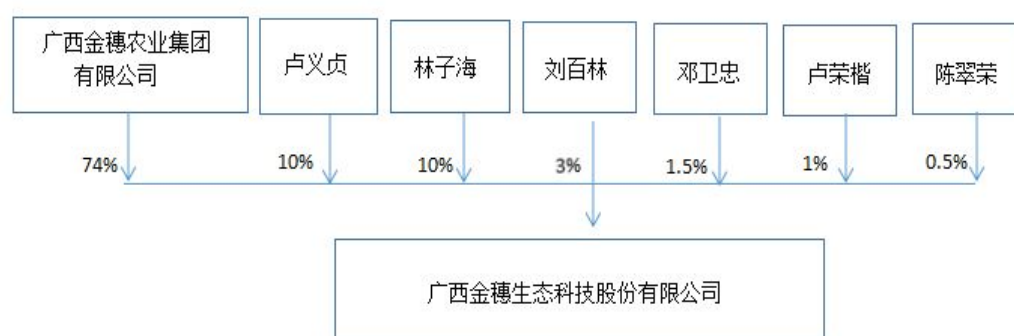 广西金穗农业集团
有限公司
卢义贞
林子海
刘百林
邓卫忠
卢荣楷
陈翠荣
74%
10%
10%
3%
1.5%
1%
0.5%
广西金穗生态科技股份有限公司